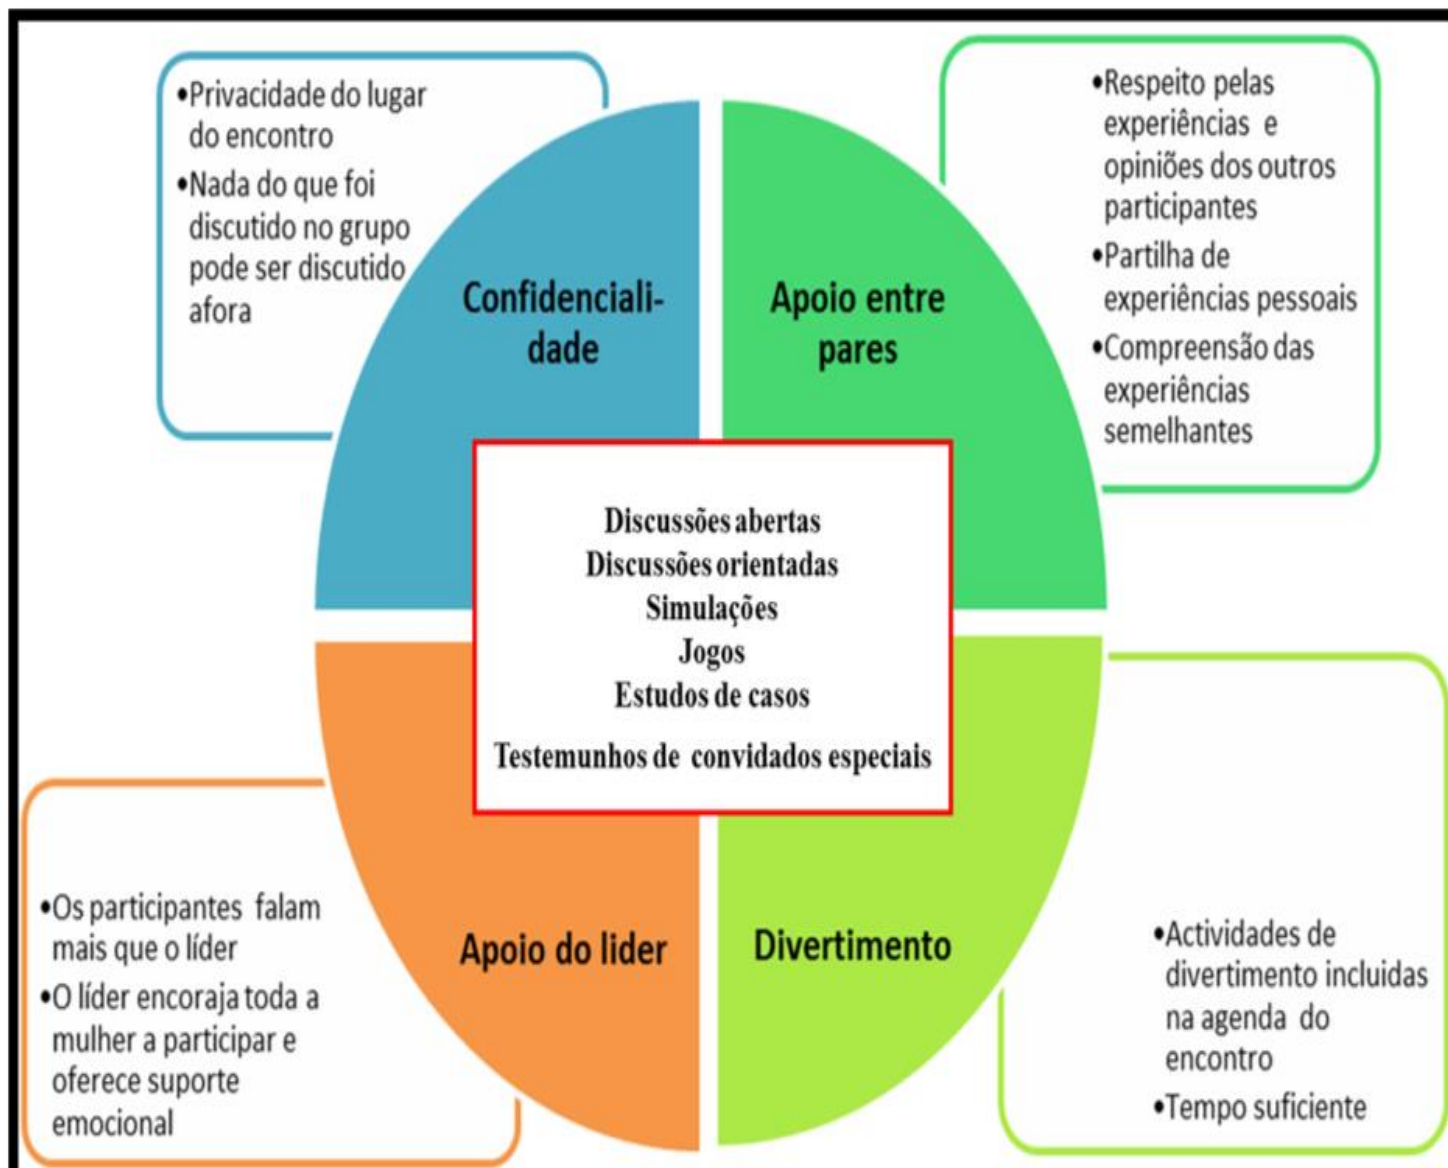 •Privacidade do lugar
do encontro
•Nada do que foi
discutido no grupo
pode ser discutido
afora
Confidenciali-
dade
Apoio entre
pares
•Respeito pelas
experiências e
opiniões dos outros
participantes
•Partilha de
experiências pessoais
•Compreensão das
experiências
semelhantes
Discussões abertas
Discussões orientadas
Simulações
Jogos
Estudos de casos
Testemunhos de convidados especiais
•Os participantes falam
mais que o líder
•O líder encoraja toda a
mulher a participar e
oferece suporte
emocional
Apoio do lider
Divertimento
•Actividades de
divertimento incluidas
na agenda do
encontro
•Tempo suficiente